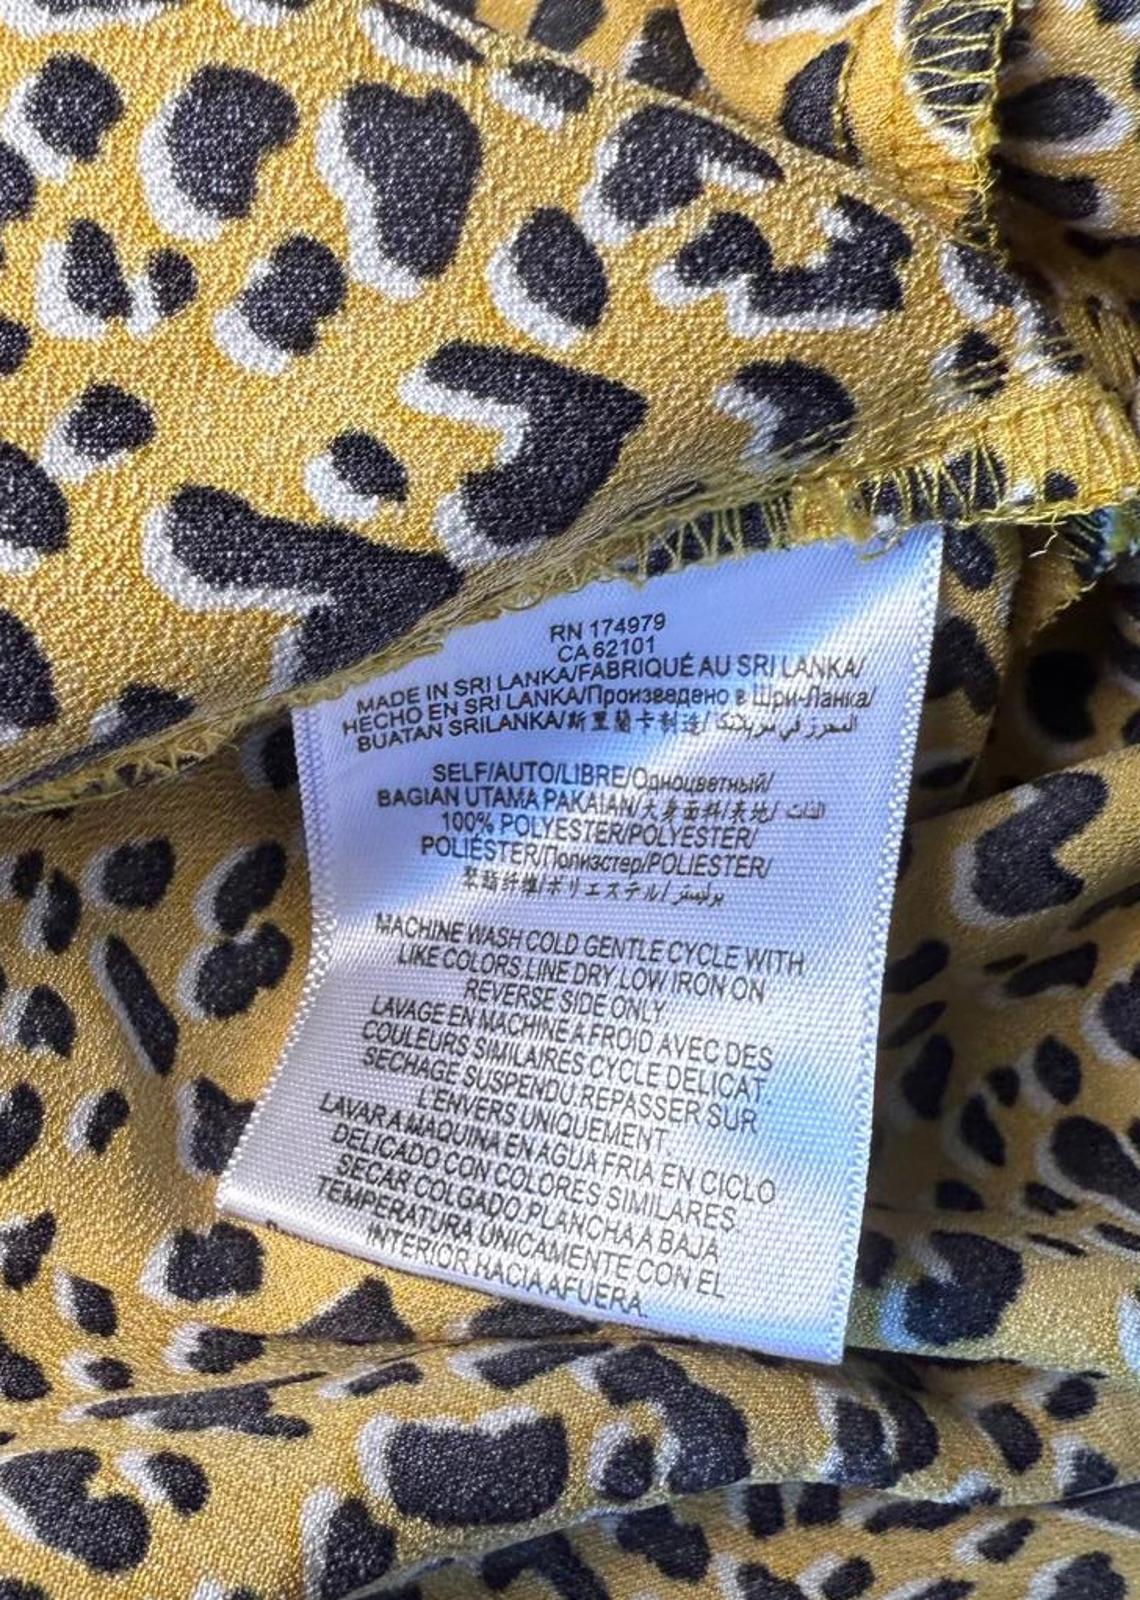 RN 174979
CA 62101
MADE IN SRI LANKA/FABRIQUÉ AU SRI LANKA/
HECHO EN SRI LANKA/Произведено в Шри-Ланка/
BUATAN SRILANKA/斯里蘭卡制造/ المحرز في سريلانكا
SELF/AUTO/LIBRE/Одноцветный/
BAGIAN UTAMA PAKAIAN/大身面料/表地/ الذات
100% POLYESTER/POLYESTER/
POLIÉSTER/Полиэстер/POLIESTER/
聚酯纤维/ポリエステル/ بوليستر
MACHINE WASH COLD GENTLE CYCLE WITH
LIKE COLORS.LINE DRY.LOW IRON ON
REVERSE SIDE ONLY
LAVAGE EN MACHINE A FROID AVEC DES
COULEURS SIMILAIRES CYCLE DELICAT.
SECHAGE SUSPENDU.REPASSER SUR
L'ENVERS UNIQUEMENT.
LAVAR A MAQUINA EN AGUA FRIA EN CICLO
DELICADO CON COLORES SIMILARES
SECAR COLGADO.PLANCHA A BAJA
TEMPERATURA ÚNICAMENTE CON EL
INTERIOR HACIA AFUERA.